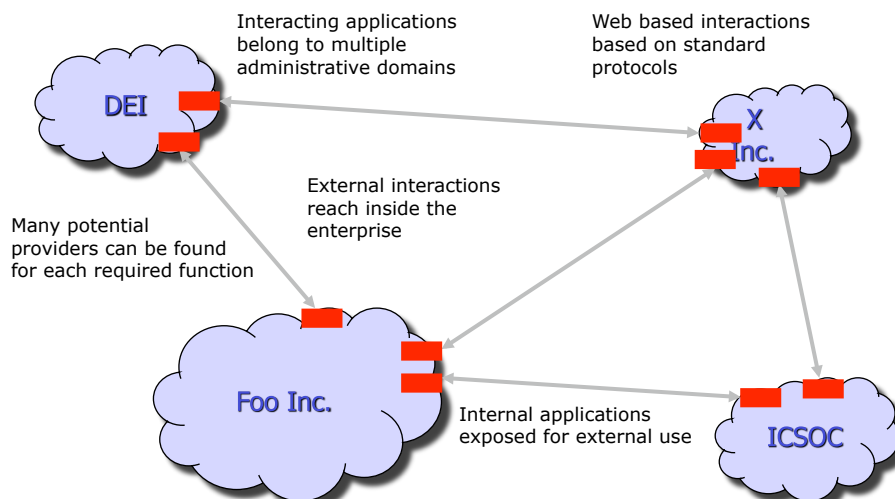 Interacting applications
belong to multiple
administrative domains
Web based interactions
based on standard
protocols
DEI
X
Inc.
External interactions
reach inside the
enterprise
Many potential
providers can be found
for each required function
Foo Inc.
Internal applications
exposed for external use
ICSOC